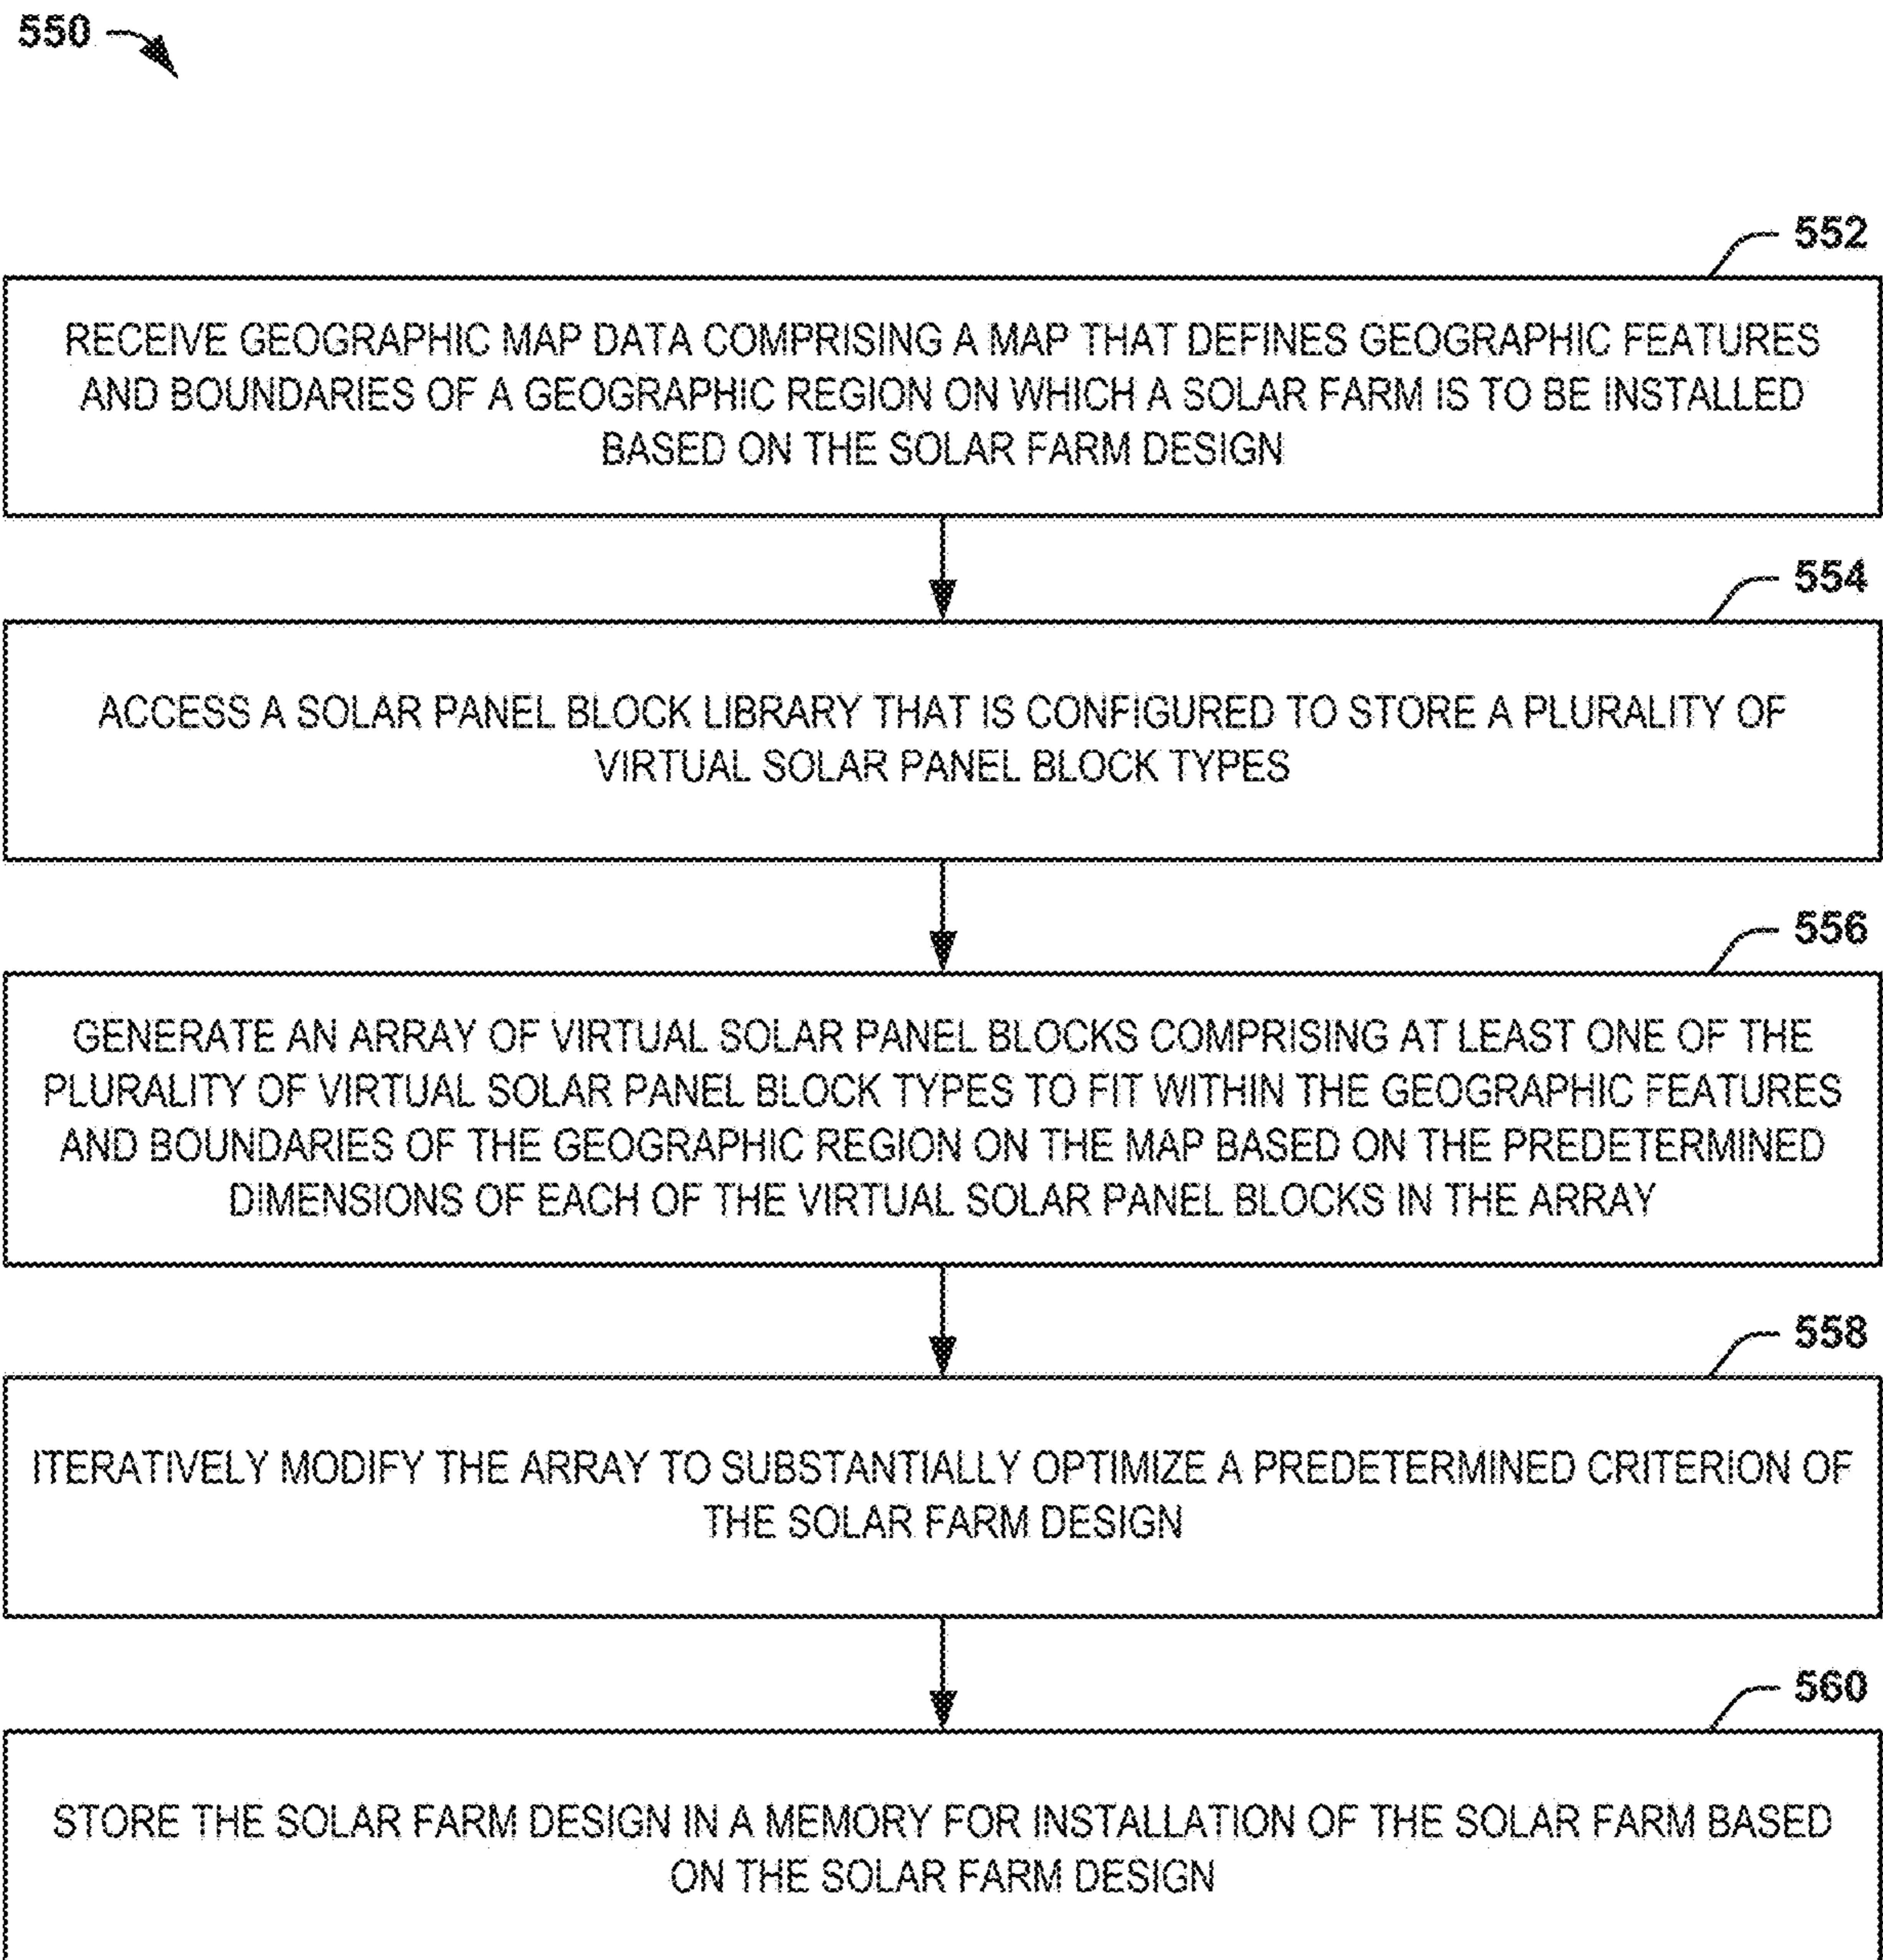 550
552
RECEIVE GEOGRAPHIC MAP DATA COMPRISING A MAP THAT DEFINES GEOGRAPHIC FEATURES
AND BOUNDARIES OF A GEOGRAPHIC REGION ON WHICH A SOLAR FARM IS TO BE INSTALLED
BASED ON THE SOLAR FARM DESIGN
554
ACCESS A SOLAR PANEL BLOCK LIBRARY THAT IS CONFIGURED TO STORE A PLURALITY OF
VIRTUAL SOLAR PANEL BLOCK TYPES
556
GENERATE AN ARRAY OF VIRTUAL SOLAR PANEL BLOCKS COMPRISING AT LEAST ONE OF THE
PLURALITY OF VIRTUAL SOLAR PANEL BLOCK TYPES TO FIT WITHIN THE GEOGRAPHIC FEATURES
AND BOUNDARIES OF THE GEOGRAPHIC REGION ON THE MAP BASED ON THE PREDETERMINED
DIMENSIONS OF EACH OF THE VIRTUAL SOLAR PANEL BLOCKS IN THE ARRAY
558
ITERATIVELY MODIFY THE ARRAY TO SUBSTANTIALLY OPTIMIZE A PREDETERMINED CRITERION OF
THE SOLAR FARM DESIGN
560
STORE THE SOLAR FARM DESIGN IN A MEMORY FOR INSTALLATION OF THE SOLAR FARM BASED
ON THE SOLAR FARM DESIGN